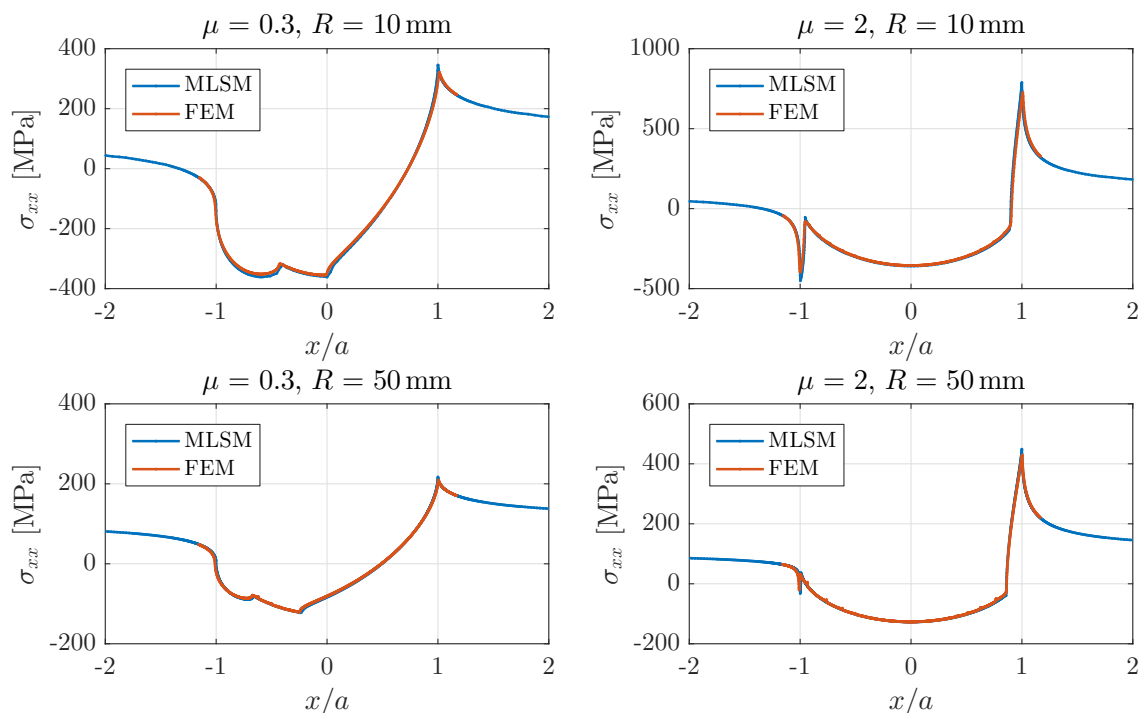 μ = 0.3, R = 10 mm
400
200
0
-200
-400
σxx [MPa]
MLSM
FEM
-2 -1 0 1 2
x/a
μ = 2, R = 10 mm
1000
500
0
-500
σxx [MPa]
MLSM
FEM
-2 -1 0 1 2
x/a
μ = 0.3, R = 50 mm
400
200
0
-200
σxx [MPa]
MLSM
FEM
-2 -1 0 1 2
x/a
μ = 2, R = 50 mm
600
400
200
0
-200
σxx [MPa]
MLSM
FEM
-2 -1 0 1 2
x/a